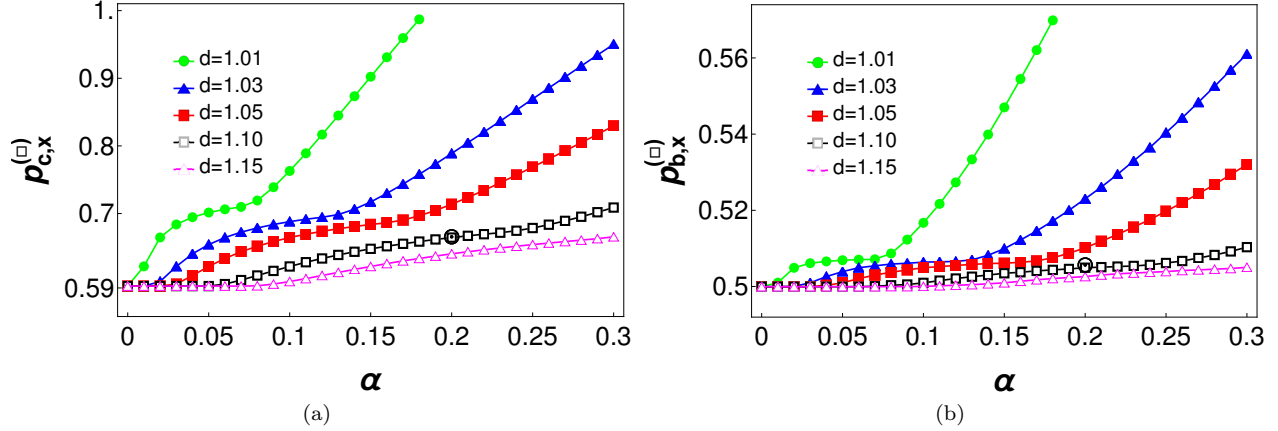 1.
0.9
0.8
0.7
0.59
p(□)c,x
d=1.01
d=1.03
d=1.05
d=1.10
d=1.15
0 0.05 0.1 0.15 0.2 0.25 0.3
α
(a)
0.56
0.54
0.52
0.5
p(□)b,x
d=1.01
d=1.03
d=1.05
d=1.10
d=1.15
0 0.05 0.1 0.15 0.2 0.25 0.3
α
(b)